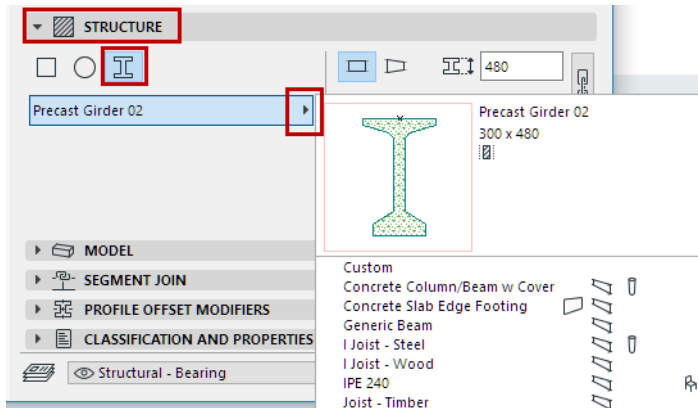 STRUCTURE
480
Precast Girder 02
Precast Girder 02
300 x 480
MODEL
SEGMENT JOIN
PROFILE OFFSET MODIFIERS
CLASSIFICATION AND PROPERTIES
Structural - Bearing
Custom
Concrete Column/Beam w Cover
Concrete Slab Edge Footing
Generic Beam
I Joist - Steel
I Joist - Wood
IPE 240
Joist - Timber